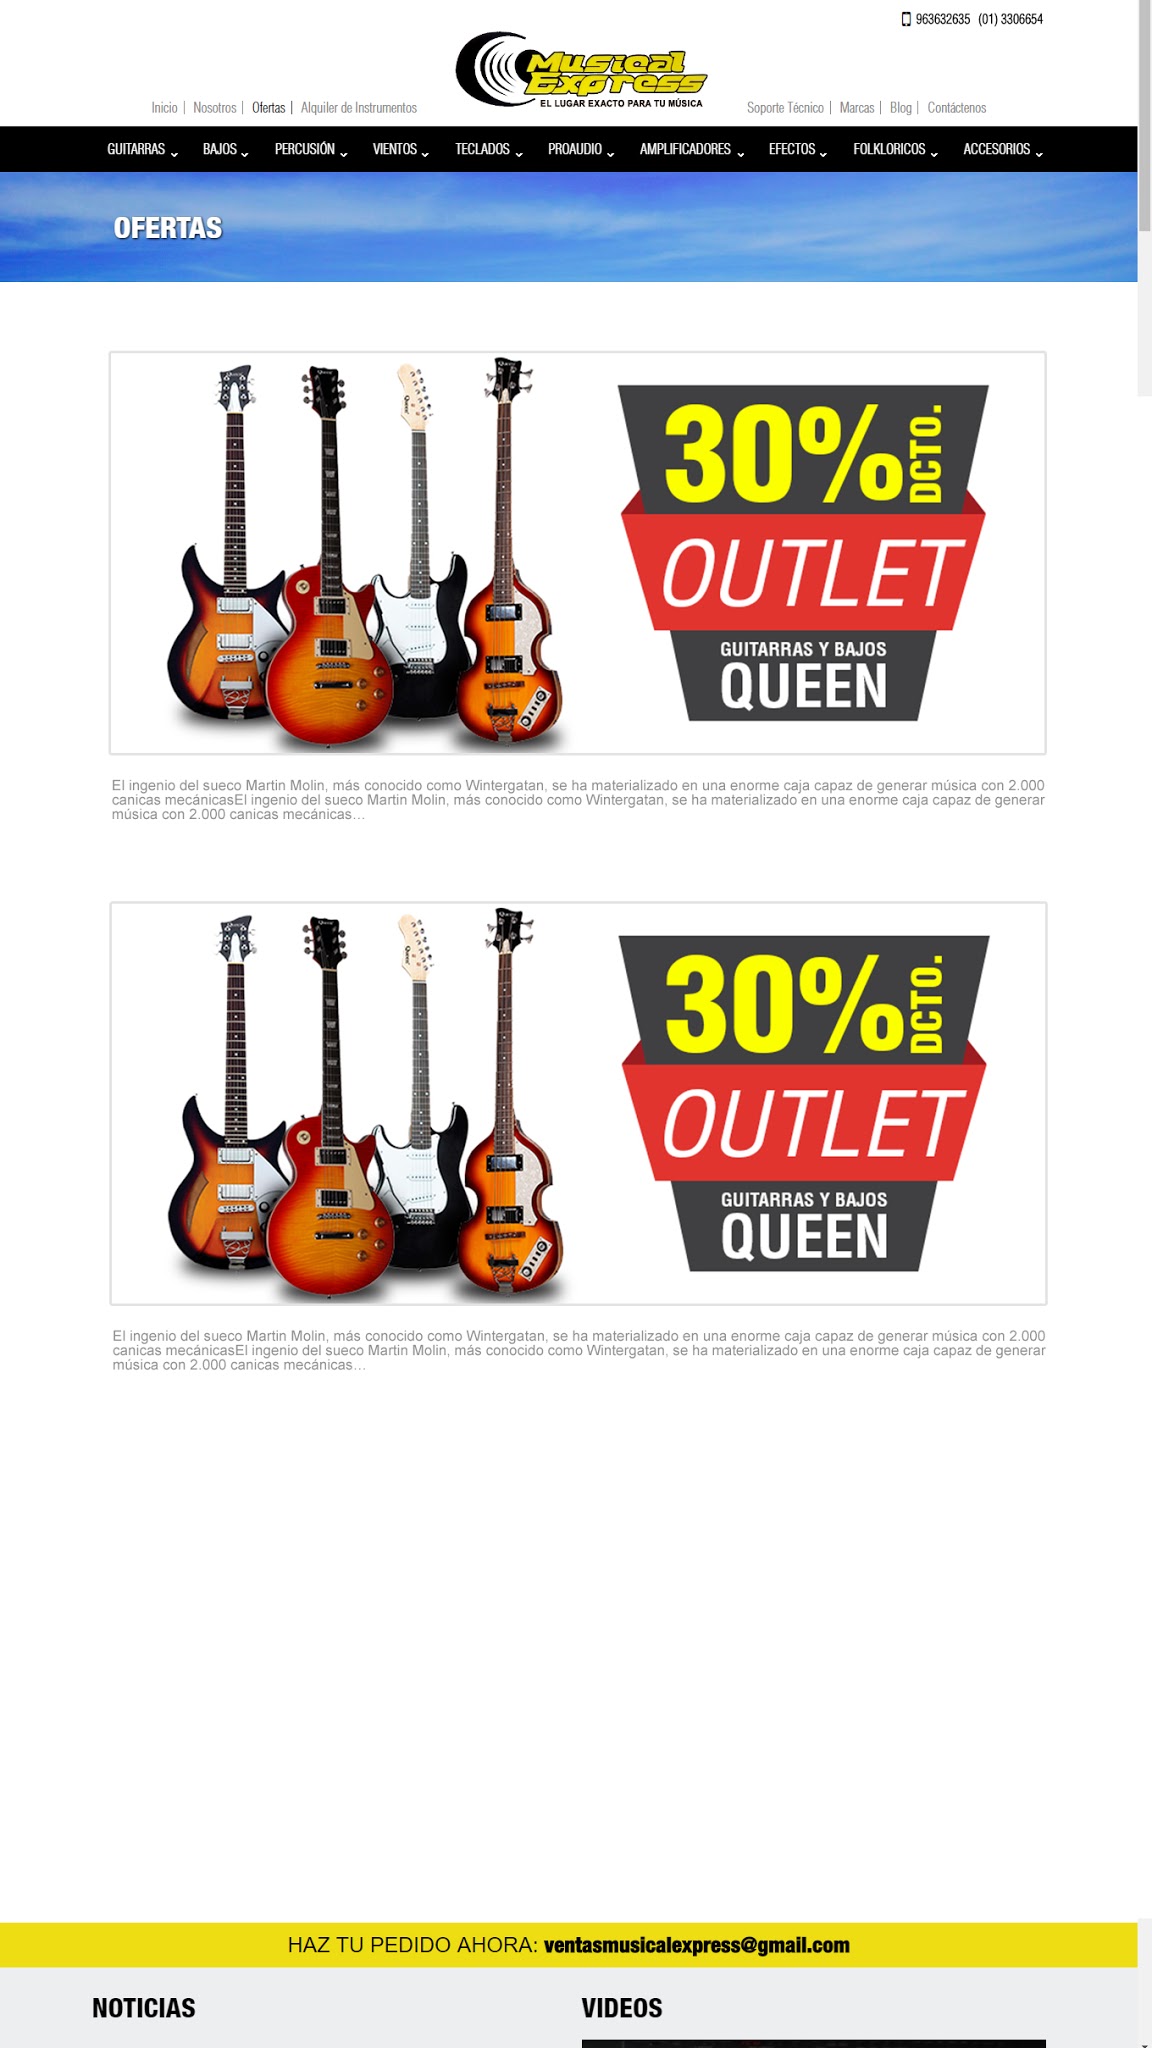 963632635 (01) 3306654
Musical
Express
EL LUGAR EXACTO PARA TU MÚSICA
Inicio | Nosotros | Ofertas | Alquiler de Instrumentos
Soporte Técnico | Marcas | Blog | Contáctenos
GUITARRAS BAJOS PERCUSIÓN VIENTOS TECLADOS PROAUDIO AMPLIFICADORES EFECTOS FOLKLORICOS ACCESORIOS
OFERTAS
30% DCTO.
OUTLET
GUITARRAS Y BAJOS
QUEEN
El ingenio del sueco Martin Molin, más conocido como Wintergatan, se ha materializado en una enorme caja capaz de generar música con 2.000
canicas mecánicasEl ingenio del sueco Martin Molin, más conocido como Wintergatan, se ha materializado en una enorme caja capaz de generar
música con 2.000 canicas mecánicas…
30% DCTO.
OUTLET
GUITARRAS Y BAJOS
QUEEN
El ingenio del sueco Martin Molin, más conocido como Wintergatan, se ha materializado en una enorme caja capaz de generar música con 2.000
canicas mecánicasEl ingenio del sueco Martin Molin, más conocido como Wintergatan, se ha materializado en una enorme caja capaz de generar
música con 2.000 canicas mecánicas…
HAZ TU PEDIDO AHORA: ventasmusicalexpress@gmail.com
NOTICIAS
VIDEOS